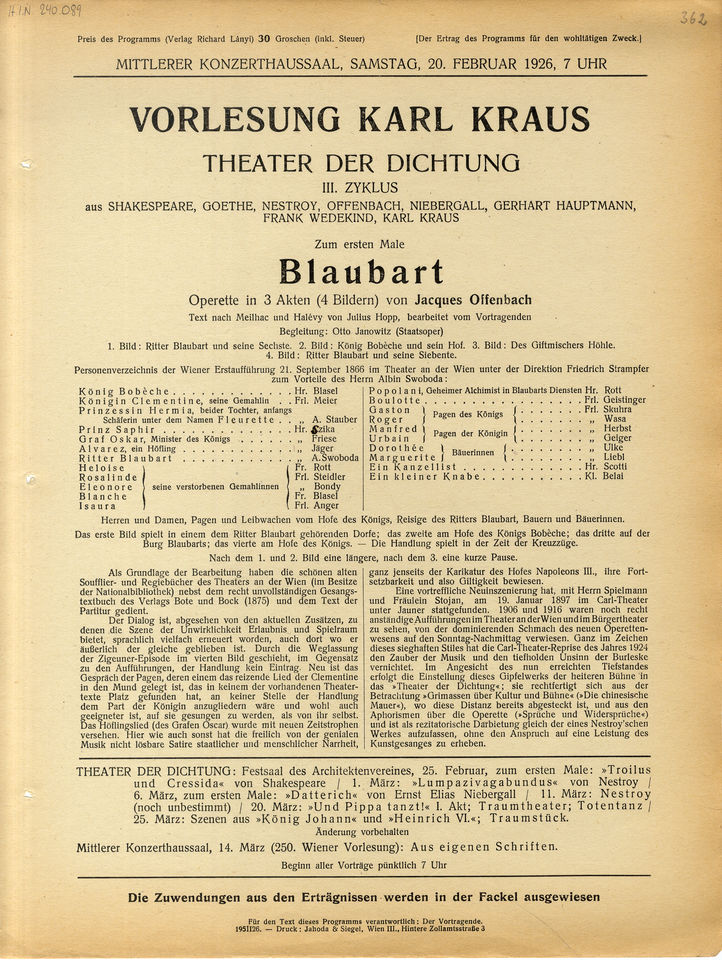 H.I.N. 240.089
362
Preis des Programms (Verlag Richard Lányi) 30 Groschen (inkl. Steuer) [Der Ertrag des Programms für den wohltätigen Zweck.]
MITTLERER KONZERTHAUSSAAL, SAMSTAG, 20. FEBRUAR 1926, 7 UHR
VORLESUNG KARL KRAUS
THEATER DER DICHTUNG
III. ZYKLUS
aus SHAKESPEARE, GOETHE, NESTROY, OFFENBACH, NIEBERGALL, GERHART HAUPTMANN,
FRANK WEDEKIND, KARL KRAUS
Zum ersten Male
Blaubart
Operette in 3 Akten (4 Bildern) von Jacques Offenbach
Text nach Meilhac und Halévy von Julius Hopp, bearbeitet vom Vortragenden
Begleitung: Otto Janowitz (Staatsoper)
1. Bild: Ritter Blaubart und seine Sechste. 2. Bild: König Bobèche und sein Hof. 3. Bild: Des Giftmischers Höhle.
4. Bild: Ritter Blaubart und seine Siebente.
Personenverzeichnis der Wiener Erstaufführung 21. September 1866 im Theater an der Wien unter der Direktion Friedrich Strampfer
zum Vorteile des Herrn Albin Swoboda:
König Bobèche . . . . . . . . . . . . . Hr. Blasel
Königin Clementine, seine Gemahlin . . Frl. Meier
Prinzessin Hermia, beider Tochter, anfangs
Schäferin unter dem Namen Fleurette . . „ A. Stauber
Prinz Saphir . . . . . . . . . . . . . Hr. Szika
Graf Oskar, Minister des Königs . . . . . . „ Friese
Alvarez, ein Höfling . . . . . . . . . . . „ Jäger
Ritter Blaubart . . . . . . . . . . . . „ A. Swoboda
Heloise Fr. Rott
Rosalinde Frl. Steidler
Eleonore seine verstorbenen Gemahlinnen „ Bondy
Blanche Fr. Blasel
Isaura Frl. Anger
Popolani, Geheimer Alchimist in Blaubarts Diensten Hr. Rott
Boulotte . . . . . . . . . . . . . . . . Frl. Geistinger
Gaston . . . . . . . . Frl. Skuhra
Roger Pagen des Königs . . . . . . . . „ Wasa
Manfred . . . . . . . . „ Herbst
Urbain Pagen der Königin . . . . . . . . „ Geiger
Dorothée . . . . . . . . „ Ulke
Marguerite Bäuerinnen . . . . . . . . „ Liebl
Ein Kanzellist . . . . . . . . . . . . . Hr. Scotti
Ein kleiner Knabe . . . . . . . . . . . Kl. Belai
Herren und Damen, Pagen und Leibwachen vom Hofe des Königs, Reisige des Ritters Blaubart, Bauern und Bäuerinnen.
Das erste Bild spielt in einem dem Ritter Blaubart gehörenden Dorfe; das zweite am Hofe des Königs Bobèche; das dritte auf der
Burg Blaubarts; das vierte am Hofe des Königs. — Die Handlung spielt in der Zeit der Kreuzzüge.
Nach dem 1. und 2. Bild eine längere, nach dem 3. eine kurze Pause.
Als Grundlage der Bearbeitung haben die schönen alten
Soufflier- und Regiebücher des Theaters an der Wien (im Besitze
der Nationalbibliothek) nebst dem recht unvollständigen Gesangs-
textbuch des Verlags Bote und Bock (1875) und dem Text der
Partitur gedient.
Der Dialog ist, abgesehen von den aktuellen Zusätzen, zu
denen die Szene der Unwirklichkeit Erlaubnis und Spielraum
bietet, sprachlich vielfach erneuert worden, auch dort wo er
äußerlich der gleiche geblieben ist. Durch die Weglassung
der Zigeuner-Episode im vierten Bild geschieht, im Gegensatz
zu den Aufführungen, der Handlung kein Eintrag. Neu ist das
Gespräch der Pagen, deren einem das reizende Lied der Clementine
in den Mund gelegt ist, das in keinem der vorhandenen Theater-
texte Platz gefunden hat, an keiner Stelle der Handlung
dem Part der Königin anzugliedern wäre und wohl auch
geeigneter ist, auf sie gesungen zu werden, als von ihr selbst.
Das Höflingslied (des Grafen Oscar) wurde mit neuen Zeitstrophen
versehen. Hier wie auch sonst hat die freilich von der genialen
Musik nicht lösbare Satire staatlicher und menschlicher Narrheit,
ganz jenseits der Karikatur des Hofes Napoleons III., ihre Fort-
setzbarkeit und also Giltigkeit bewiesen.
Eine vortreffliche Neuinszenierung hat, mit Herrn Spielmann
und Fräulein Stojan, am 19. Januar 1897 im Carl-Theater
unter Jauner stattgefunden. 1906 und 1916 waren noch recht
anständige Aufführungen im Theater an der Wien und im Bürgertheater
zu sehen, von der dominierenden Schmach des neuen Operetten-
wesens auf den Sonntag-Nachmittag verwiesen. Ganz im Zeichen
dieses sieghaften Stiles hat die Carl-Theater-Reprise des Jahres 1924
den Zauber der Musik und den tiefholden Unsinn der Burleske
vernichtet. Im Angesicht des nun erreichten Tiefstandes
erfolgt die Einstellung dieses Gipfelwerks der heiteren Bühne in
das »Theater der Dichtung«; sie rechtfertigt sich aus der
Betrachtung »Grimassen über Kultur und Bühne« (»Die chinesische
Mauer«), wo diese Distanz bereits abgesteckt ist, und aus den
Aphorismen über die Operette (»Sprüche und Widersprüche«)
und ist als rezitatorische Darbietung gleich der eines Nestroy'schen
Werkes aufzufassen, ohne den Anspruch auf eine Leistung des
Kunstgesanges zu erheben.
THEATER DER DICHTUNG: Festsaal des Architektenvereines, 25. Februar, zum ersten Male: »Troilus
und Cressida« von Shakespeare / 1. März: »Lumpazivagabundus« von Nestroy /
6. März, zum ersten Male: »Datterich« von Ernst Elias Niebergall / 11. März: Nestroy
(noch unbestimmt) / 20. März: »Und Pippa tanzt!« I. Akt; Traumtheater; Totentanz /
25. März: Szenen aus »König Johann« und »Heinrich VI.«; Traumstück.
Änderung vorbehalten
Mittlerer Konzerthaussaal, 14. März (250. Wiener Vorlesung): Aus eigenen Schriften.
Beginn aller Vorträge pünktlich 7 Uhr
Die Zuwendungen aus den Erträgnissen werden in der Fackel ausgewiesen
Für den Text dieses Programms verantwortlich: Der Vortragende.
195II26. — Druck: Jahoda & Siegel, Wien III., Hintere Zollamtsstraße 3